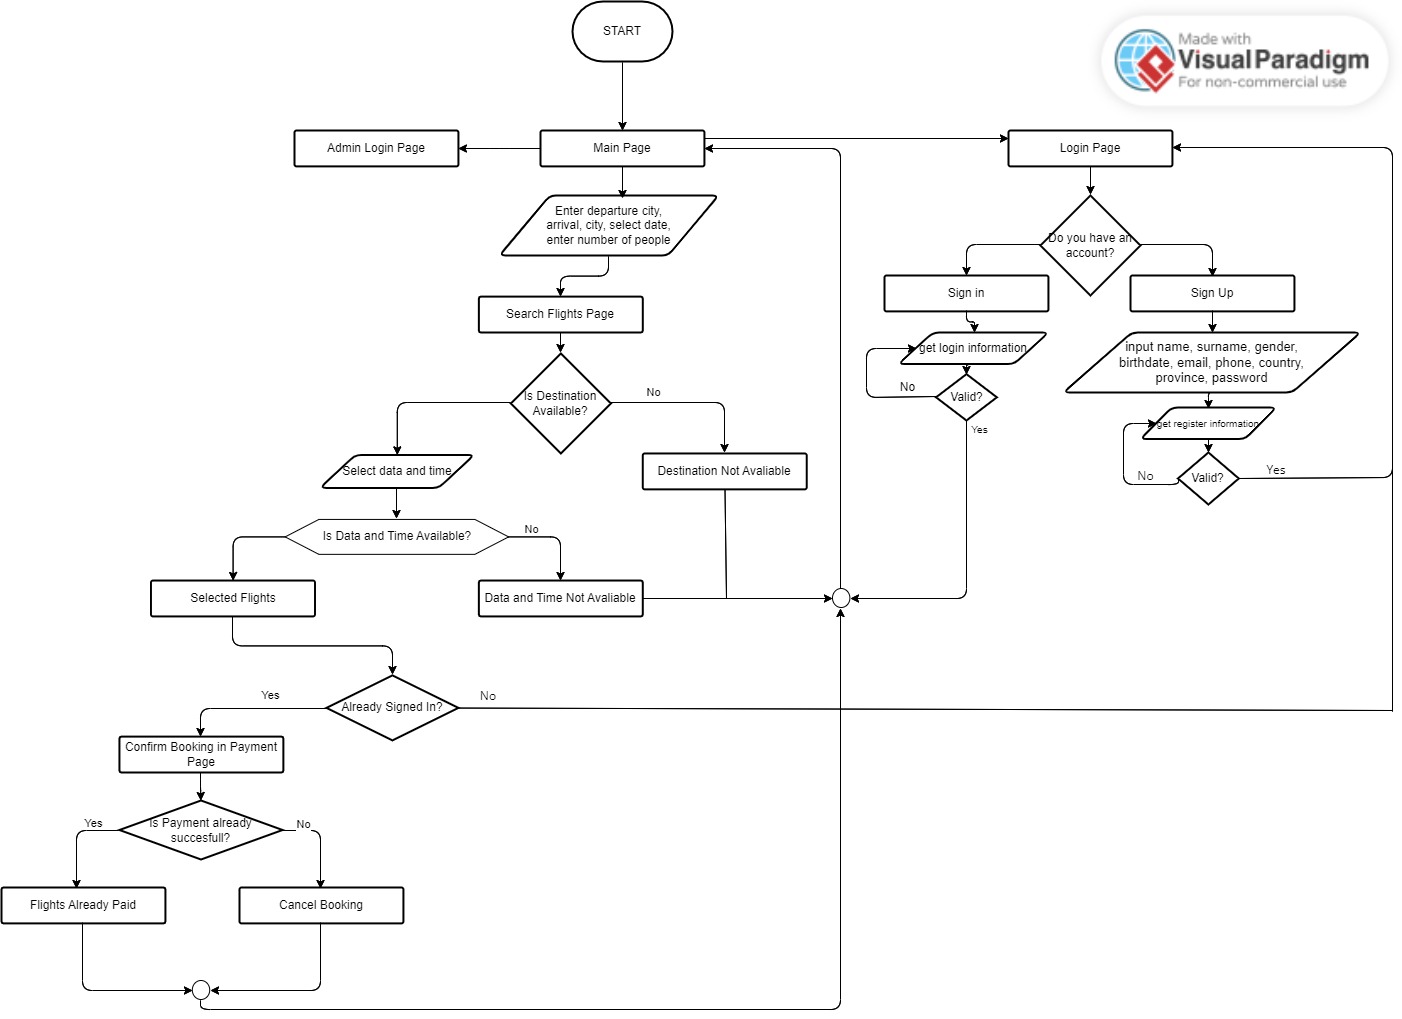 START
Made with
Visual Paradigm
For non-commercial use
Admin Login Page
Main Page
Login Page
Enter departure city,
arrival, city, select date,
enter number of people
Do you have an
account?
Search Flights Page
Sign in
Sign Up
get login information
input name, surname, gender,
birthdate, email, phone, country,
province, password
Is Destination
Available?
No
No
Valid?
Yes
get register information
Select data and time
Destination Not Avaliable
No
Valid?
Yes
Is Data and Time Available?
No
Selected Flights
Data and Time Not Avaliable
Yes
Already Signed In?
No
Confirm Booking in Payment
Page
Yes
Is Payment already
succesfull?
No
Flights Already Paid
Cancel Booking